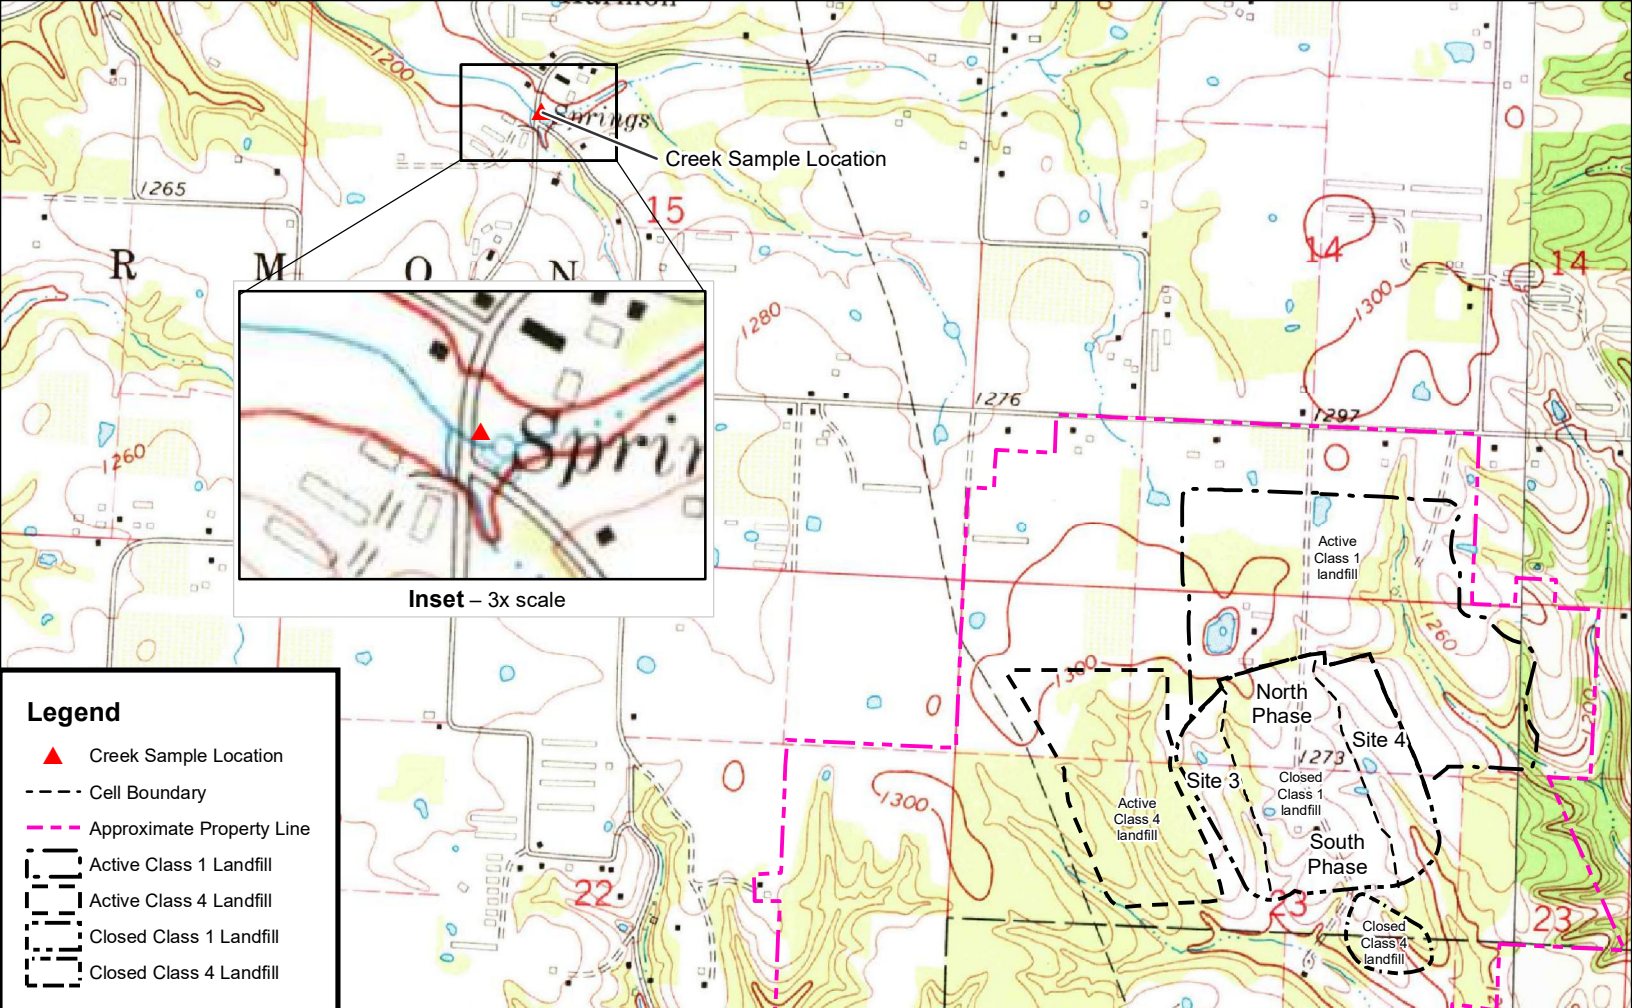 Harmon
1200
Springs
Creek Sample Location
1265
15
14
14
R M O N
1300
1280
1276
1297
Sprin
1260
Inset – 3x scale
Active
Class 1
landfill
1260
1300
North
Phase
Site 4
1273
Site 3
Closed
Class 1
landfill
Active
Class 4
landfill
South
Phase
1300
22
23
23
Closed
Class 4
landfill
Legend
Creek Sample Location
Cell Boundary
Approximate Property Line
Active Class 1 Landfill
Active Class 4 Landfill
Closed Class 1 Landfill
Closed Class 4 Landfill